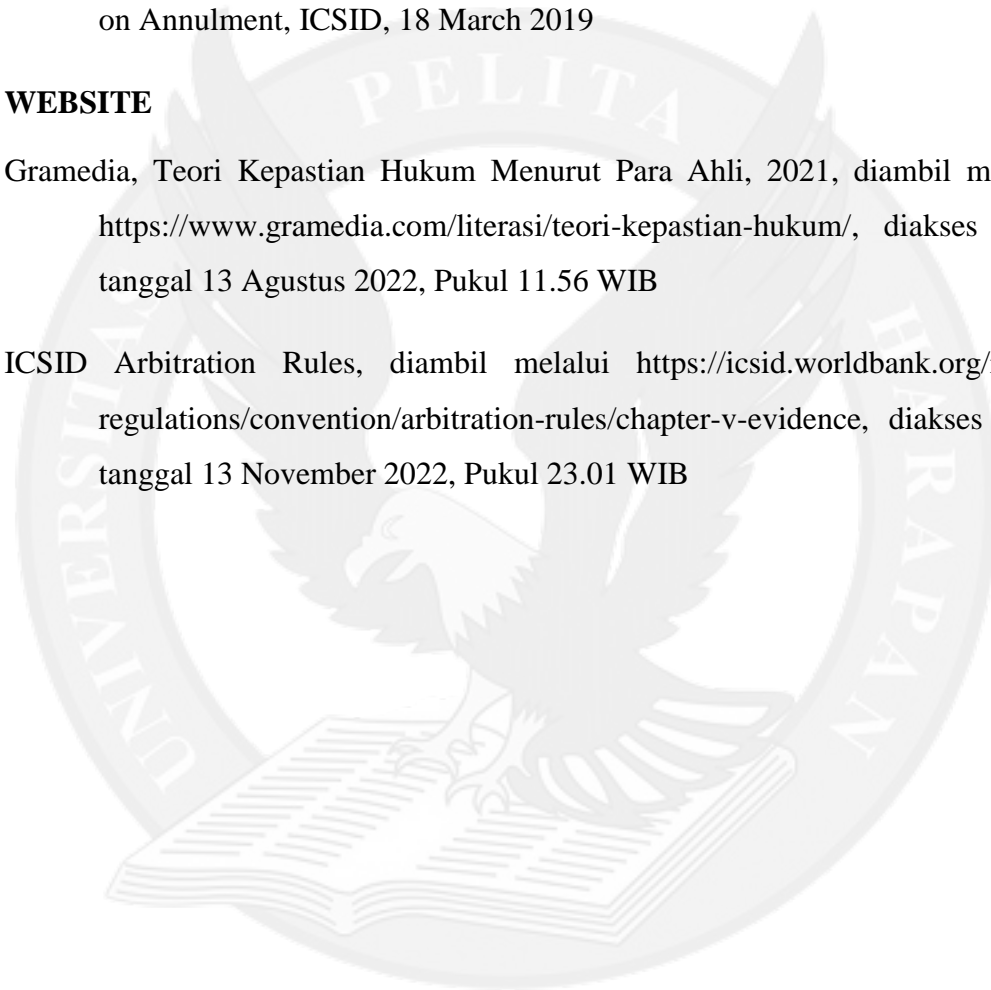 on Annulment, ICSID, 18 March 2019
WEBSITE
Gramedia, Teori Kepastian Hukum Menurut Para Ahli, 2021, diambil
https://www.gramedia.com/literasi/teori-kepastian-hukum/, diakses
tanggal 13 Agustus 2022, Pukul 11.56 WIB
ICSID Arbitration Rules, diambil melalui https://icsid.worldbank.org/
regulations/convention/arbitration-rules/chapter-v-evidence, diakses
tanggal 13 November 2022, Pukul 23.01 WIB
UNIVERSITAS PELITA HARAPAN